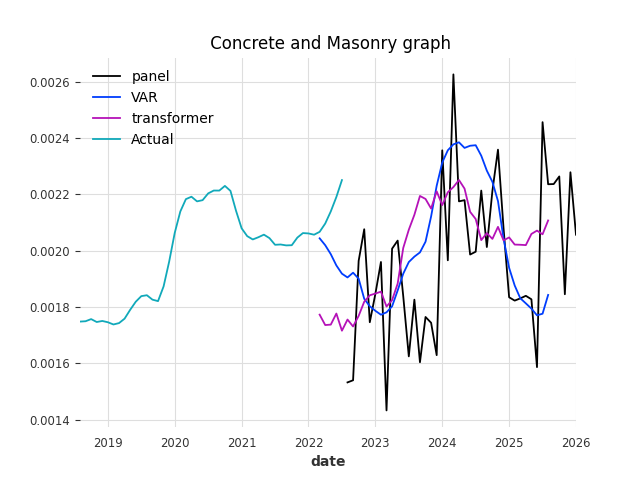 Concrete and Masonry graph
panel
VAR
transformer
Actual
0.0026
0.0024
0.0022
0.0020
0.0018
0.0016
0.0014
2019 2020 2021 2022 2023 2024 2025 2026
date